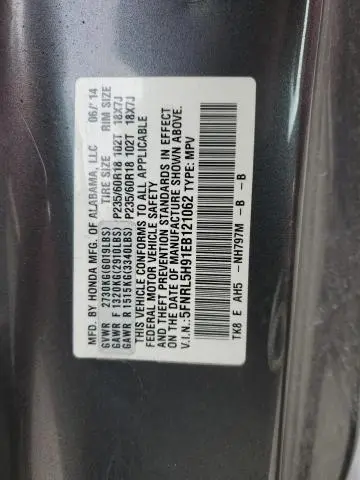 MFD. BY HONDA MFG. OF ALABAMA, LLC 06/'14
TIRE SIZE RIM SIZE
GVWR 2730KG(6019LBS)
GAWR F 1320KG(2910LBS) P235/60R18 102T 18X7J
GAWR R 1515KG(3340LBS) P235/60R18 102T 18X7J
THIS VEHICLE CONFORMS TO ALL APPLICABLE
FEDERAL MOTOR VEHICLE SAFETY
AND THEFT PREVENTION STANDARDS IN EFFECT
ON THE DATE OF MANUFACTURE SHOWN ABOVE.
V.I.N.:5FNRL5H91EB121062 TYPE: MPV
TK8 E AH5 -NH797M -B -B